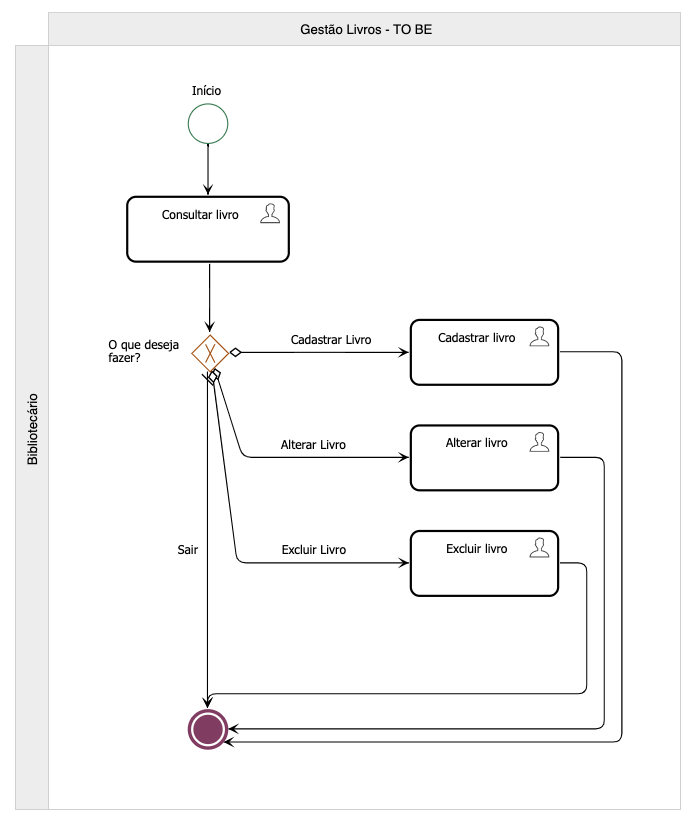 Gestão Livros - TO BE
Bibliotecário
Início
Consultar livro
O que deseja
fazer?
Cadastrar Livro
Cadastrar livro
Alterar Livro
Alterar livro
Sair
Excluir Livro
Excluir livro